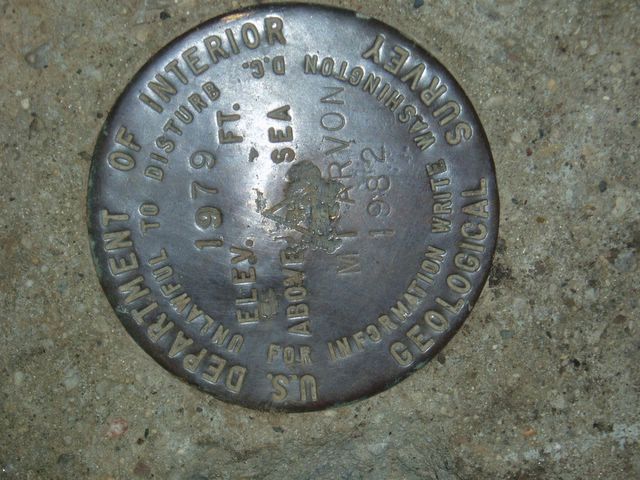 U.S. DEPARTMENT OF INTERIOR
GEOLOGICAL SURVEY
UNLAWFUL TO DISTURB
FOR INFORMATION WRITE WASHINGTON D.C.
1979
ELEV. FT.
ABOVE SEA
MT ARVON
1982